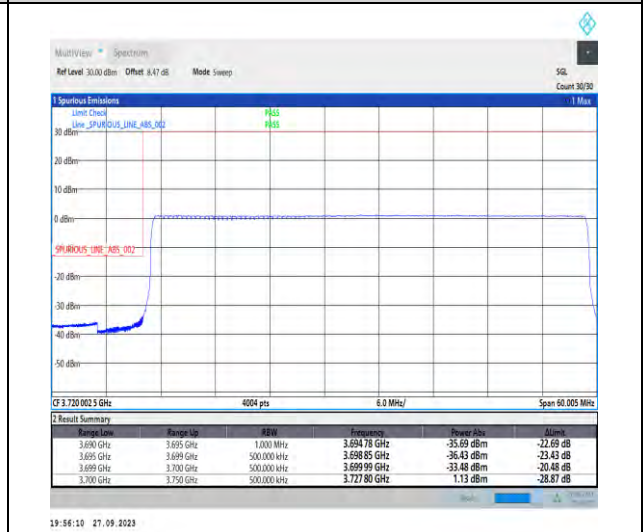 MultiView Spectrum
Ref Level 30.00 dBm Offset 8.47 dB Mode Sweep SGL
Count 30/30
1 Spurious Emissions 1 Max
Limit Check PASS
Line _SPURIOUS_LINE_ABS_002 PASS
30 dBm
20 dBm
10 dBm
0 dBm
_SPURIOUS_LINE_ABS_002
-20 dBm
-30 dBm
-40 dBm
-50 dBm
CF 3.720 002 5 GHz 4004 pts 6.0 MHz/ Span 60.005 MHz
2 Result Summary
Range Low Range Up RBW Frequency Power Abs ΔLimit
3.690 GHz 3.695 GHz 1.000 MHz 3.694 78 GHz -35.69 dBm -22.69 dB
3.695 GHz 3.699 GHz 500.000 kHz 3.698 85 GHz -36.43 dBm -23.43 dB
3.699 GHz 3.700 GHz 500.000 kHz 3.699 99 GHz -33.48 dBm -20.48 dB
3.700 GHz 3.750 GHz 500.000 kHz 3.727 80 GHz 1.13 dBm -28.87 dB
19:56:10 27.09.2023